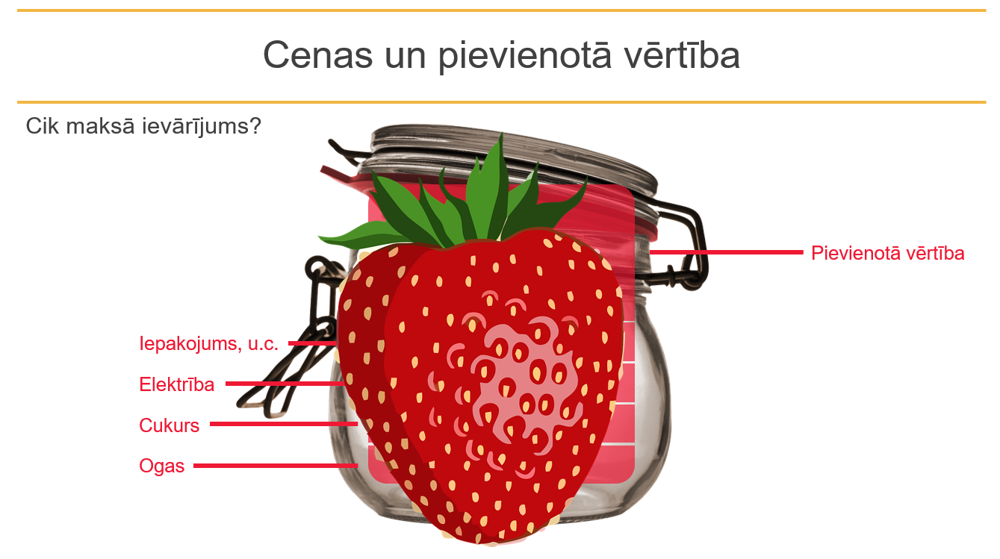 Cenas un pievienotā vērtība
Cik maksā ievārījums?
Pievienotā vērtība
Iepakojums, u.c.
Elektrība
Cukurs
Ogas